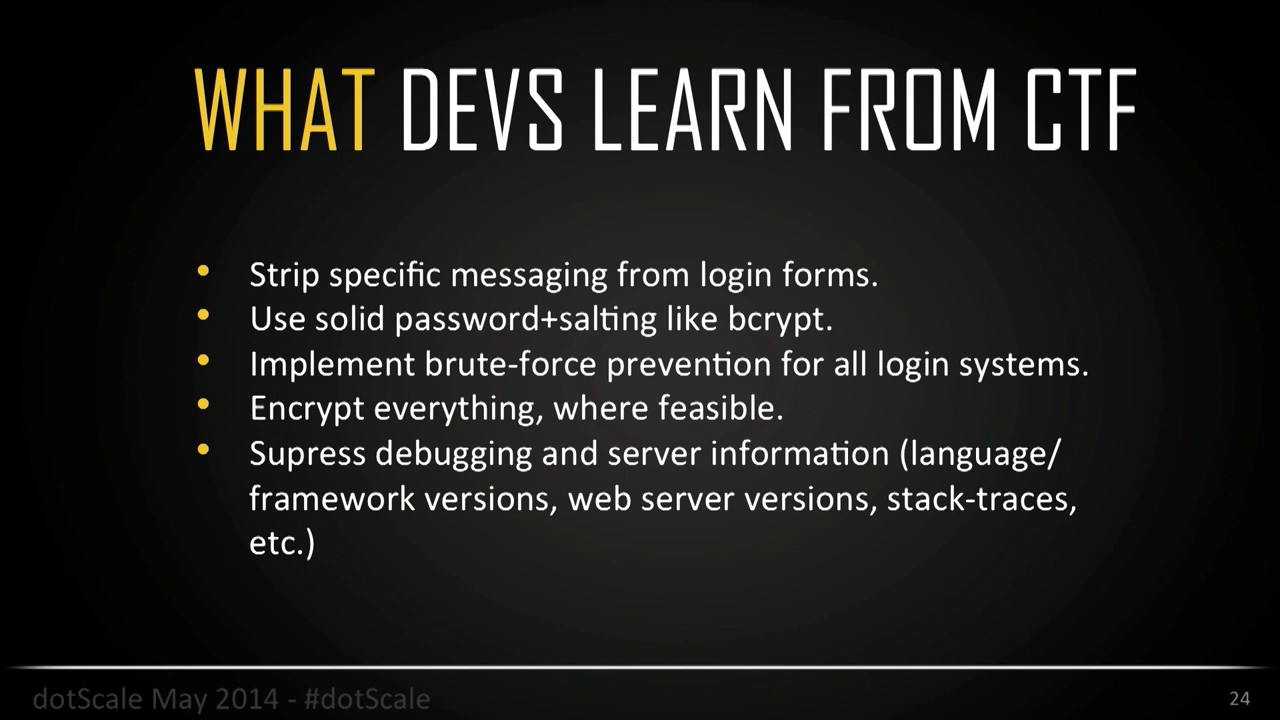 WHAT DEVS LEARN FROM CTF
• Strip specific messaging from login forms.
• Use solid password+salting like bcrypt.
• Implement brute-force prevention for all login systems.
• Encrypt everything, where feasible.
• Supress debugging and server information (language/
framework versions, web server versions, stack-traces,
etc.)
dotScale May 2014 - #dotScale
24